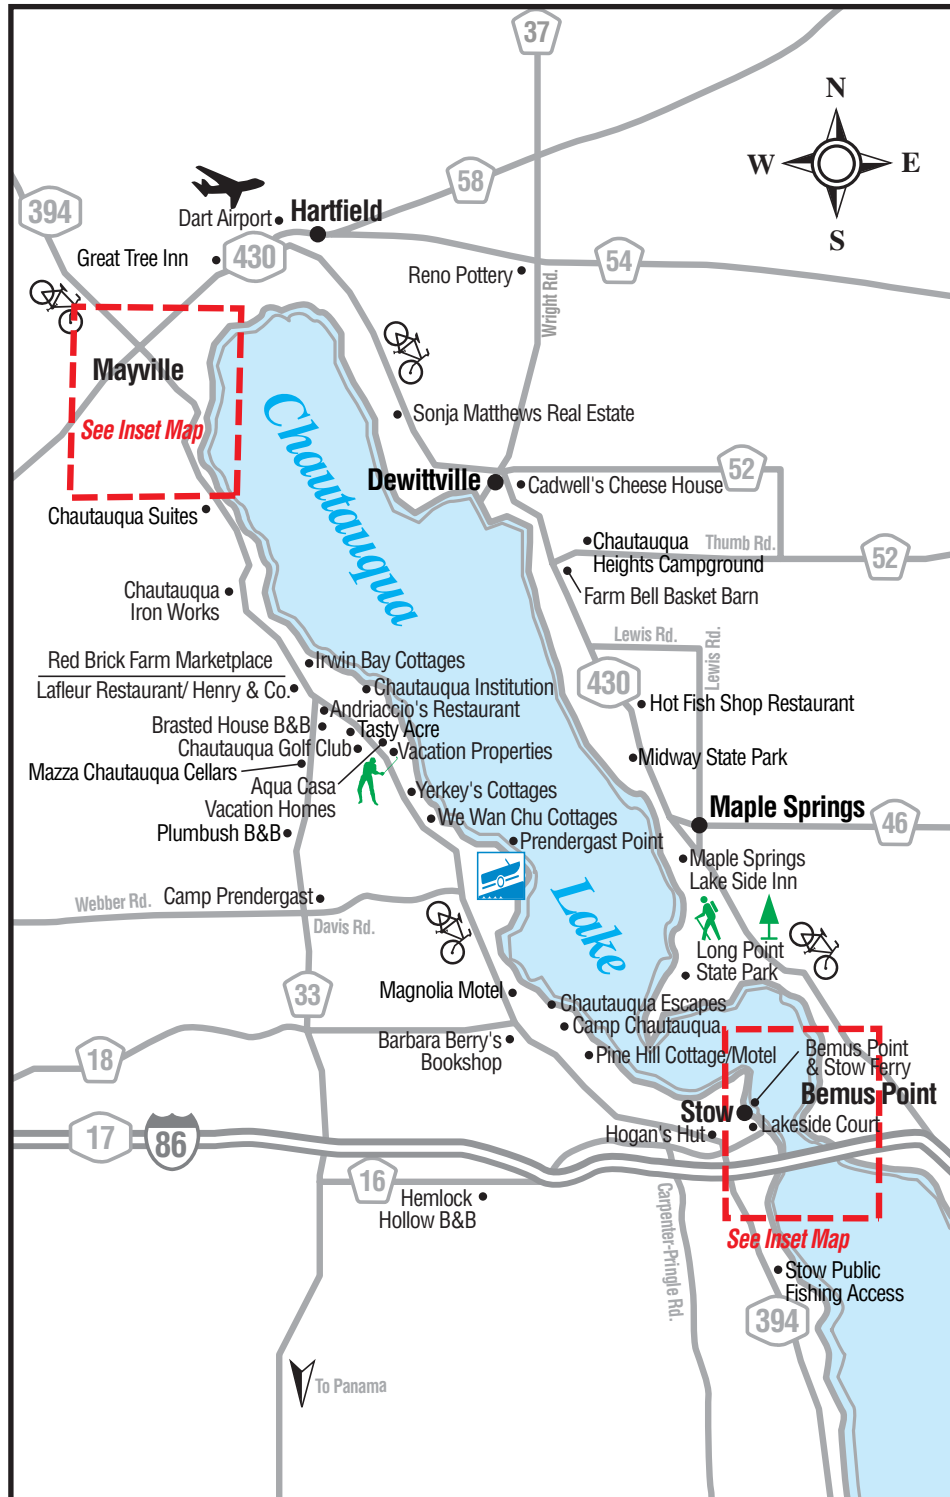 37
N
W
E
S
58
394
Dart Airport
Hartfield
Great Tree Inn
430
54
Reno Pottery
Wright Rd.
Mayville
See Inset Map
Chautauqua
Lake
Sonja Matthews Real Estate
Dewittville
52
Cadwell's Cheese House
Chautauqua Suites
Chautauqua
Heights Campground
Thumb Rd.
52
Farm Bell Basket Barn
Chautauqua
Iron Works
Lewis Rd.
Lewis Rd.
Red Brick Farm Marketplace
Lafleur Restaurant/ Henry & Co.
Irwin Bay Cottages
Chautauqua Institution
430
Hot Fish Shop Restaurant
Andriaccio's Restaurant
Brasted House B&B
Tasty Acre
Chautauqua Golf Club
Vacation Properties
Midway State Park
Mazza Chautauqua Cellars
Aqua Casa
Vacation Homes
Yerkey's Cottages
Maple Springs
46
We Wan Chu Cottages
Plumbush B&B
Prendergast Point
Maple Springs
Lake Side Inn
Webber Rd.
Camp Prendergast
Davis Rd.
Long Point
State Park
33
Magnolia Motel
Chautauqua Escapes
Camp Chautauqua
18
Barbara Berry's
Bookshop
Pine Hill Cottage/Motel
Bemus Point
& Stow Ferry
Bemus Point
Stow
Lakeside Court
Hogan's Hut
17
86
16
Hemlock
Hollow B&B
Carpenter-Pringle Rd.
See Inset Map
Stow Public
Fishing Access
394
To Panama